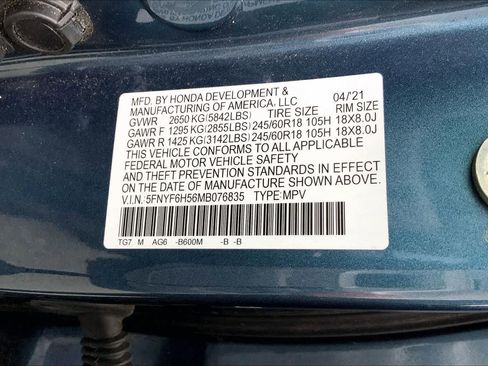 MFD. BY HONDA DEVELOPMENT &
MANUFACTURING OF AMERICA, LLC 04/'21
GVWR 2650 KG(5842LBS) TIRE SIZE RIM SIZE
GAWR F 1295 KG(2855LBS) 245/60R18 105H 18X8.0J
GAWR R 1425 KG(3142LBS) 245/60R18 105H 18X8.0J
THIS VEHICLE CONFORMS TO ALL APPLICABLE
FEDERAL MOTOR VEHICLE SAFETY
AND THEFT PREVENTION STANDARDS IN EFFECT
ON THE DATE OF MANUFACTURE SHOWN ABOVE.
V.I.N.:5FNYF6H56MB076835 TYPE:MPV
TG7 M AG6 -B600M -B -B